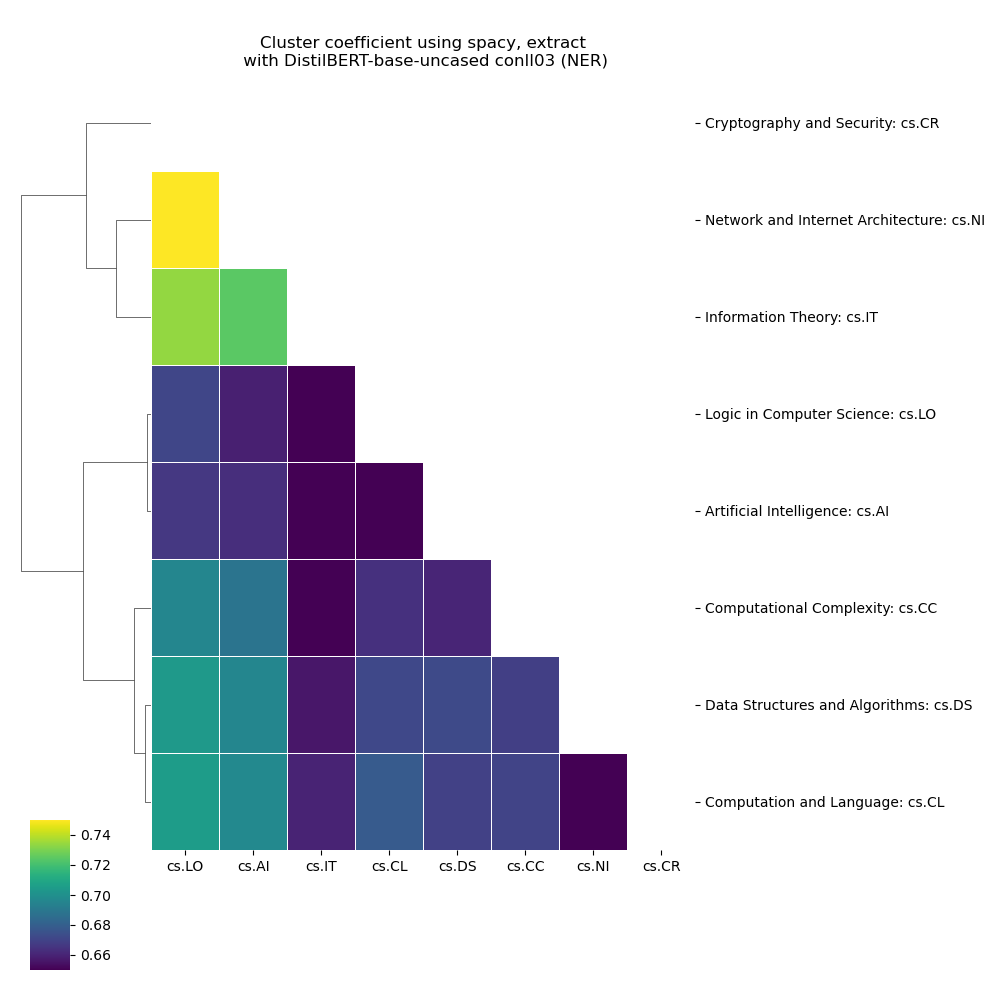 Cluster coefficient using spacy, extract
with DistilBERT-base-uncased conll03 (NER)
Cryptography and Security: cs.CR
Network and Internet Architecture: cs.NI
Information Theory: cs.IT
Logic in Computer Science: cs.LO
Artificial Intelligence: cs.AI
Computational Complexity: cs.CC
Data Structures and Algorithms: cs.DS
Computation and Language: cs.CL
0.74
0.72
0.70
0.68
0.66
cs.LO cs.AI cs.IT cs.CL cs.DS cs.CC cs.NI cs.CR